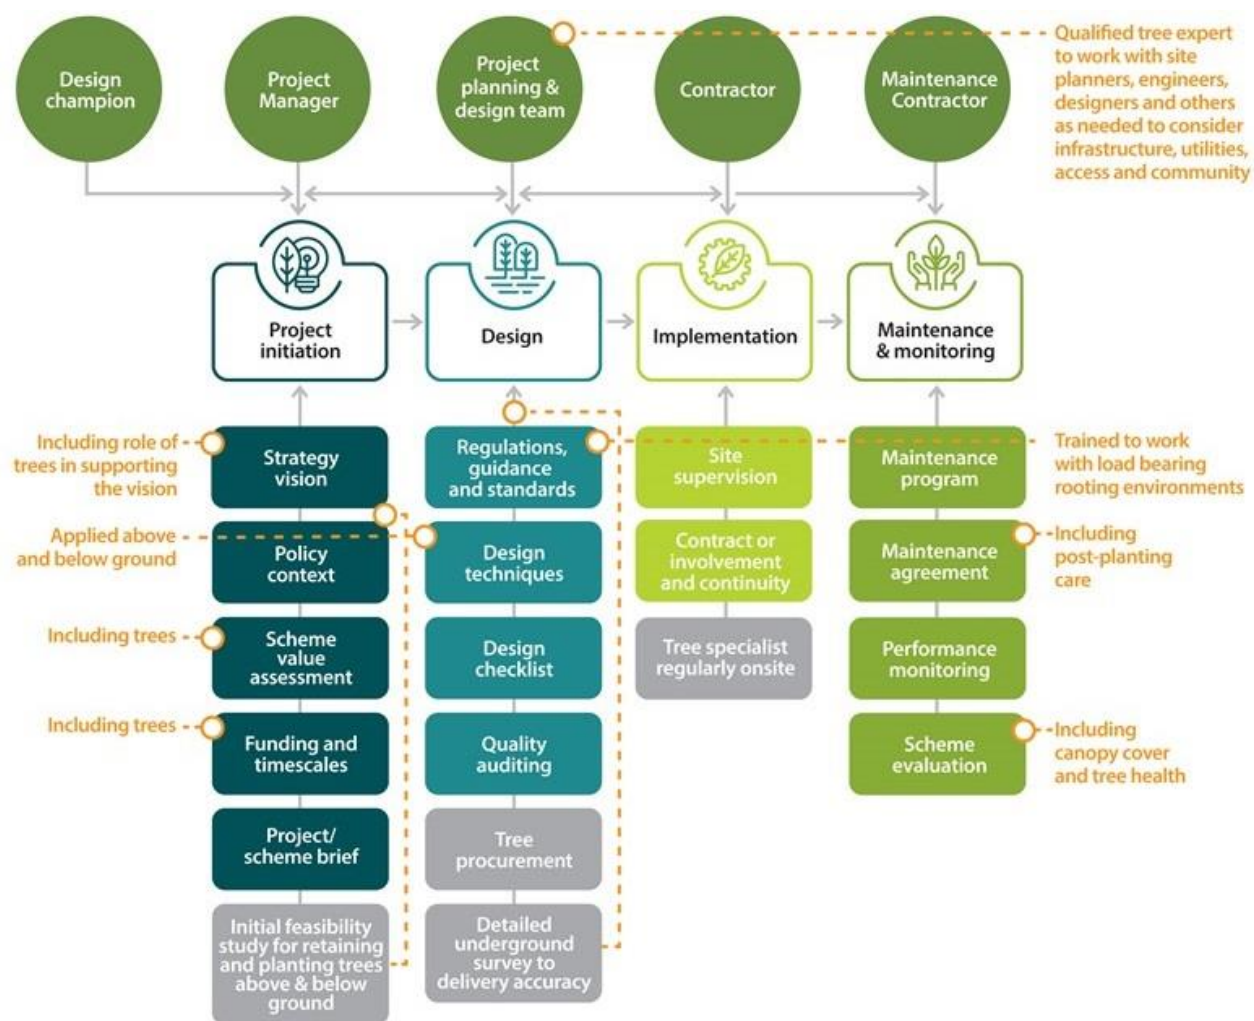 Design
champion
Project
Manager
Project
planning &
design team
Contractor
Maintenance
Contractor
Qualified tree expert
to work with site
planners, engineers,
designers and others
as needed to consider
infrastructure, utilities,
access and community
Project
initiation
Design
Implementation
Maintenance
& monitoring
Including role of
trees in supporting
the vision
Strategy
vision
Regulations,
guidance
and standards
Site
supervision
Maintenance
program
Trained to work
with load bearing
rooting environments
Applied above
and below ground
Policy
context
Design
techniques
Contract or
involvement
and continuity
Maintenance
agreement
Including
post-planting
care
Including trees
Scheme
value
assessment
Design
checklist
Tree specialist
regularly onsite
Performance
monitoring
Including trees
Funding and
timescales
Quality
auditing
Scheme
evaluation
Including
canopy cover
and tree health
Project/
scheme brief
Tree
procurement
Initial feasibility
study for retaining
and planting trees
above & below
ground
Detailed
underground
survey to
delivery accuracy